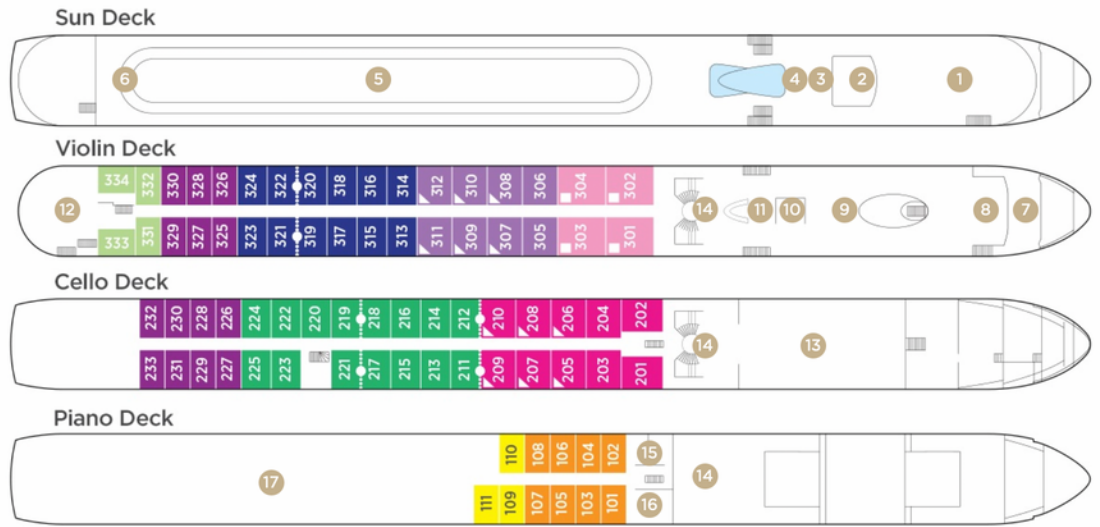 Sun Deck
6 5 4 3 2 1
Violin Deck
334 332 330 328 326 324 322 320 318 316 314 312 310 308 306 304 302
12 14 11 10 9 8 7
333 331 329 327 325 323 321 319 317 315 313 311 309 307 305 303 301
Cello Deck
232 230 228 226 224 222 220 219 218 216 214 212 210 208 206 204 202
14 13
233 231 229 227 225 223 221 217 215 213 211 209 207 205 203 201
Piano Deck
110 108 106 104 102 15
17 14
111 109 107 105 103 101 16